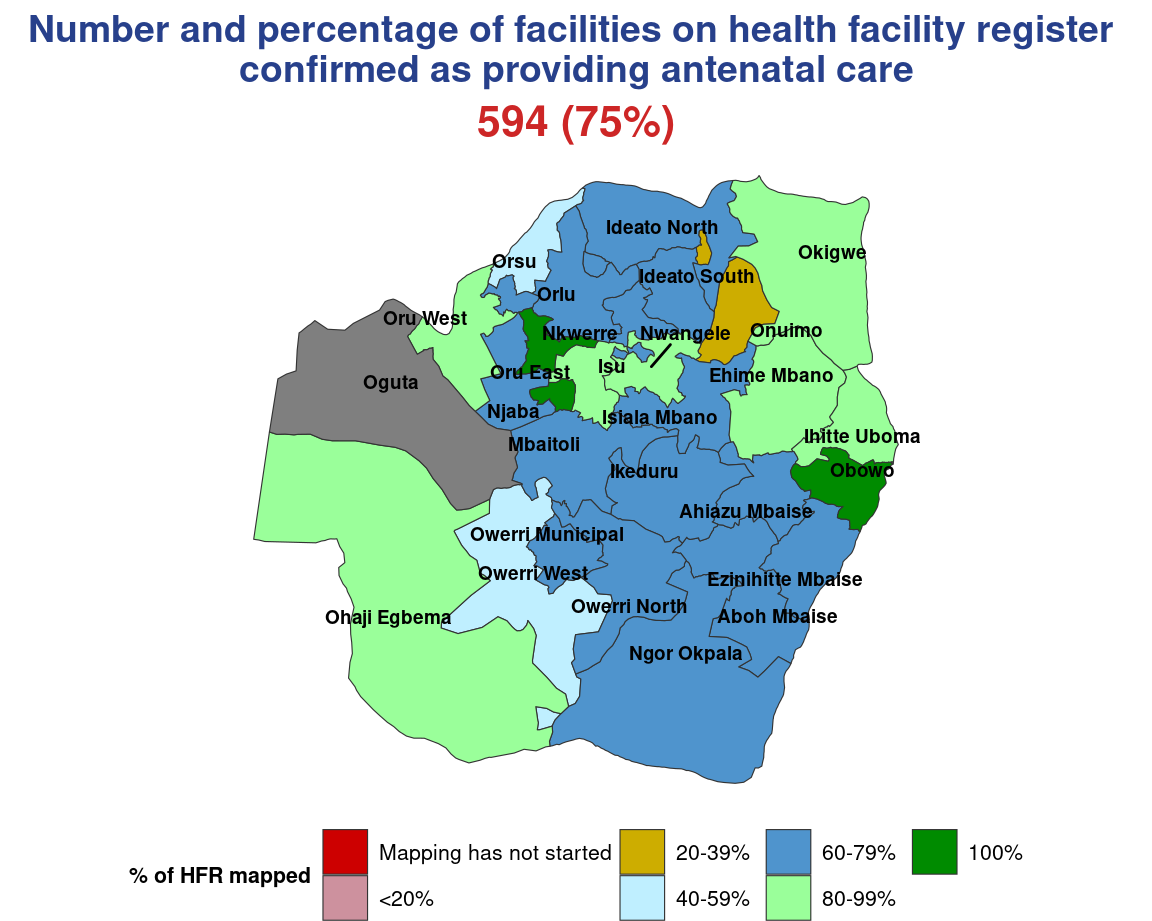 Number and percentage of facilities on health facility register
confirmed as providing antenatal care
594 (75%)
Ideato North
Okigwe
Orsu
Ideato South
Orlu
Oru West
Nkwerre
Nwangele
Onuimo
Isu
Oru East
Ehime Mbano
Oguta
Njaba
Isiala Mbano
Ihitte Uboma
Mbaitoli
Ikeduru
Obowo
Ahiazu Mbaise
Owerri Municipal
Owerri West
Ezinihitte Mbaise
Owerri North
Ohaji Egbema
Aboh Mbaise
Ngor Okpala
% of HFR mapped
Mapping has not started
<20%
20-39%
40-59%
60-79%
80-99%
100%